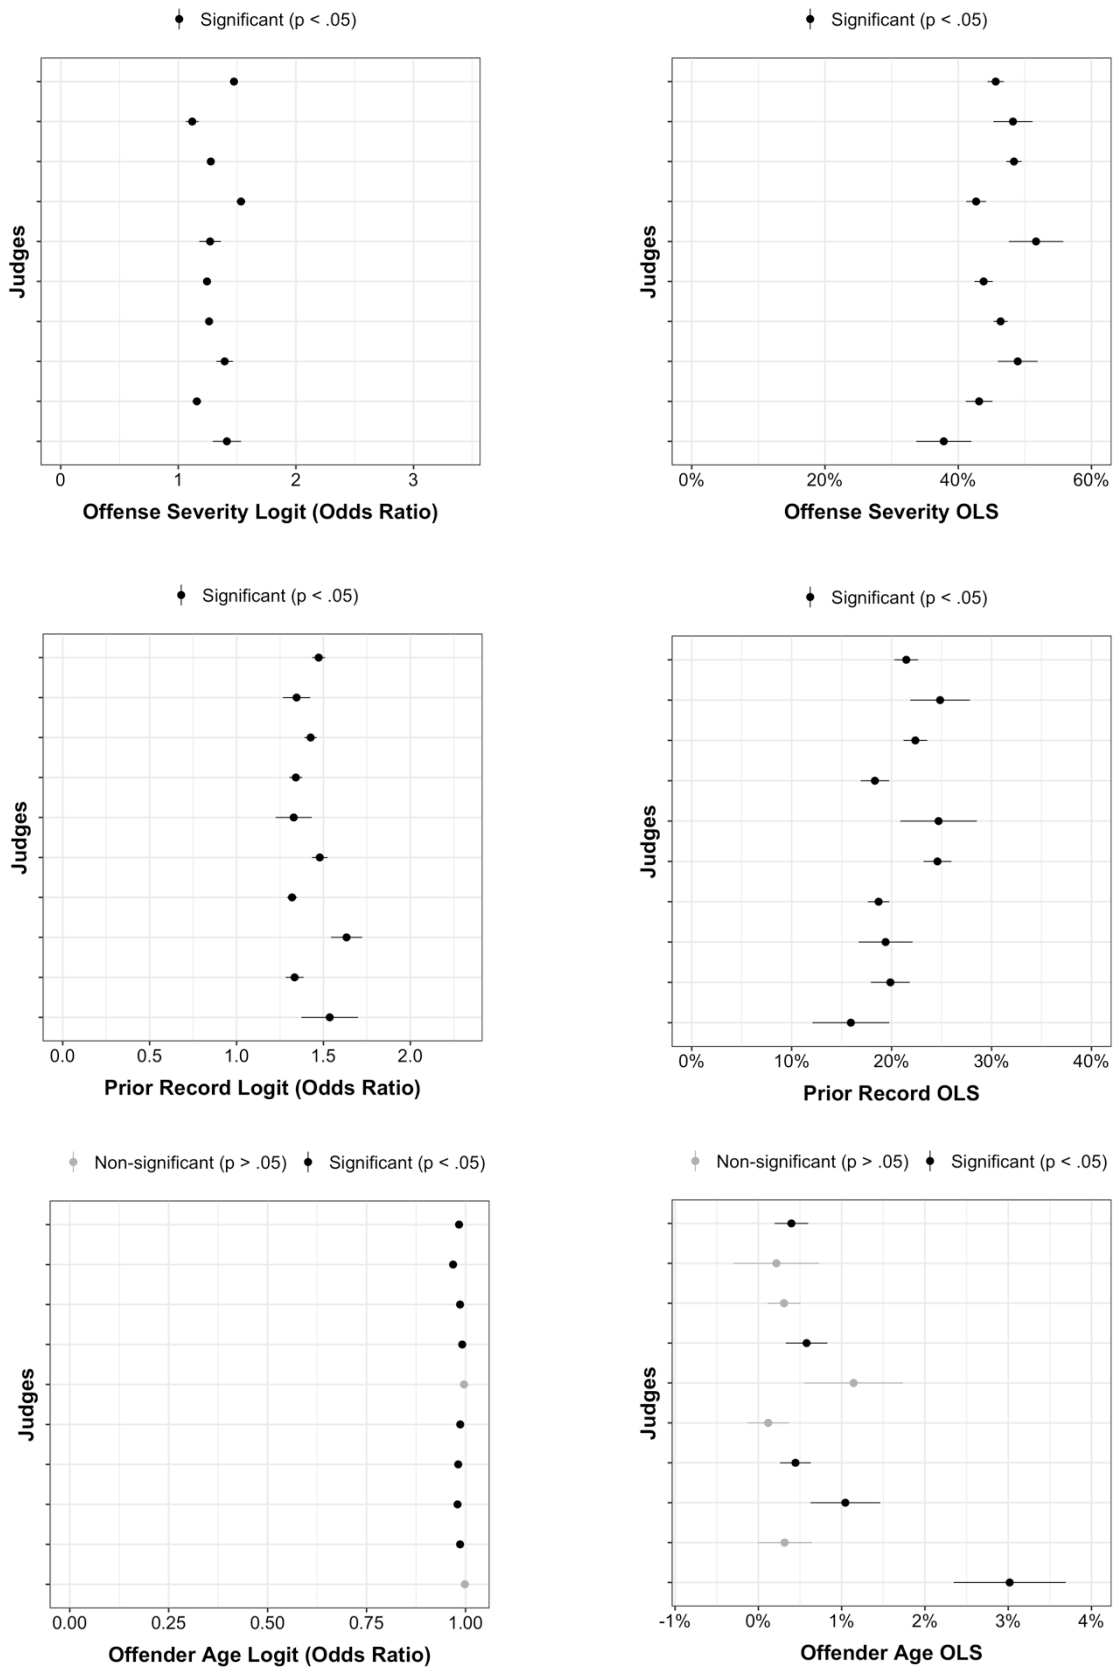 Significant (p < .05)
Judges
0 1 2 3
Offense Severity Logit (Odds Ratio)
Significant (p < .05)
Judges
0% 20% 40% 60%
Offense Severity OLS
Significant (p < .05)
Judges
0.0 0.5 1.0 1.5 2.0
Prior Record Logit (Odds Ratio)
Significant (p < .05)
Judges
0% 10% 20% 30% 40%
Prior Record OLS
Non-significant (p > .05) Significant (p < .05)
Judges
0.00 0.25 0.50 0.75 1.00
Offender Age Logit (Odds Ratio)
Non-significant (p > .05) Significant (p < .05)
Judges
-1% 0% 1% 2% 3% 4%
Offender Age OLS